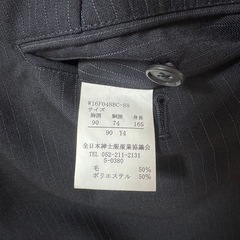 W16F048BC-88
サイズ
胸囲 胴囲 身長
90 74 165
90 Y4
全日本紳士服産業協議会
TEL 052-211-2131
S-0380
毛 50%
ポリエステル 50%